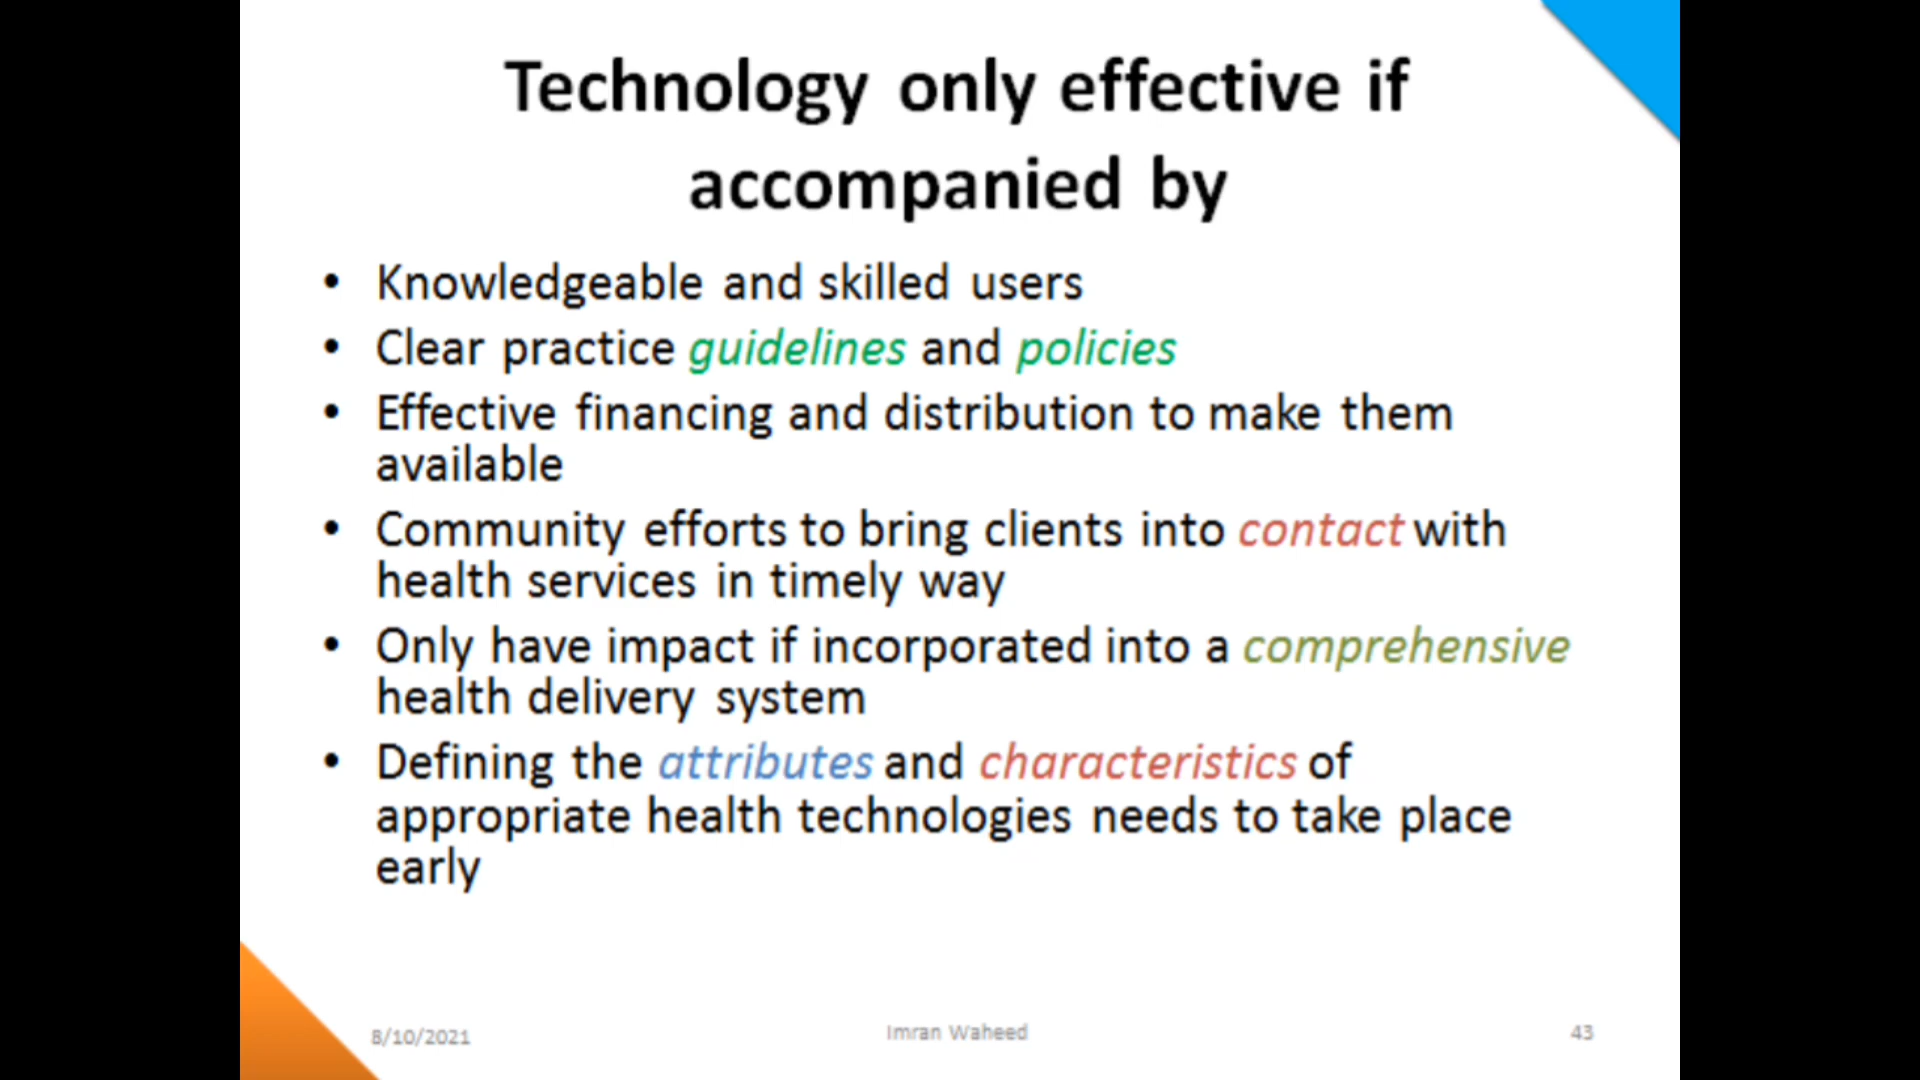 Technology only effective if
accompanied by
• Knowledgeable and skilled users
• Clear practice guidelines and policies
• Effective financing and distribution to make them
available
• Community efforts to bring clients into contact with
health services in timely way
• Only have impact if incorporated into a comprehensive
health delivery system
• Defining the attributes and characteristics of
appropriate health technologies needs to take place
early
8/10/2021
Imran Waheed
43